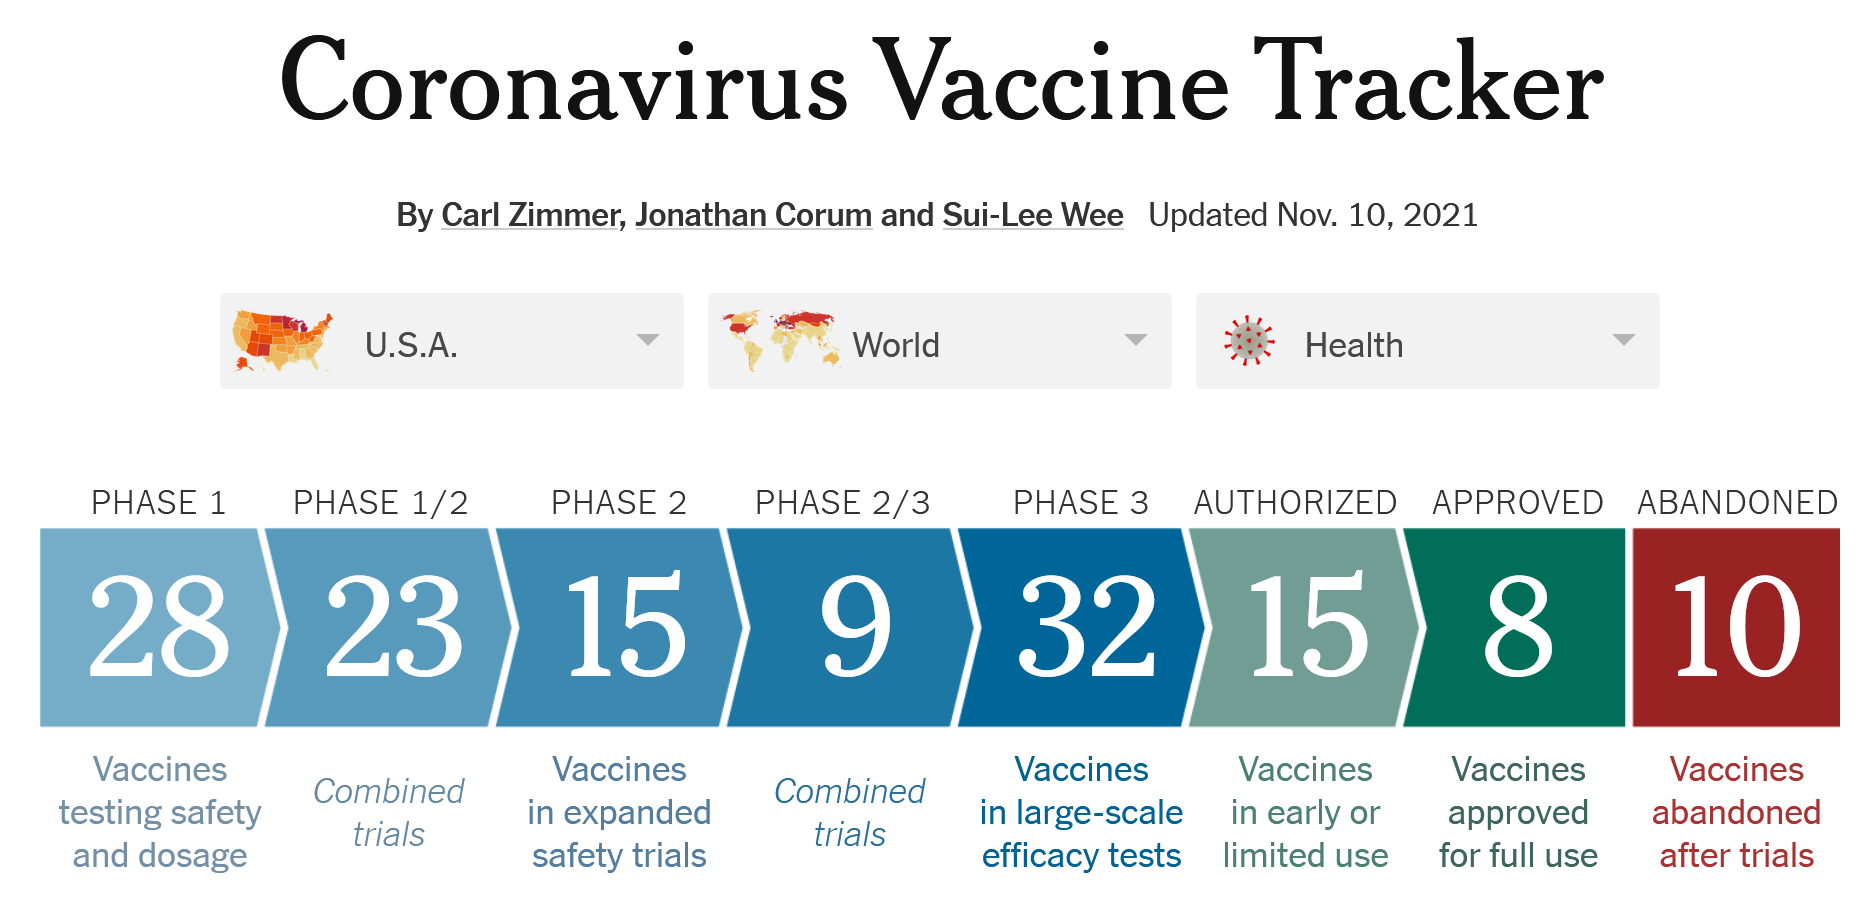 Coronavirus Vaccine Tracker
By Carl Zimmer, Jonathan Corum and Sui-Lee Wee Updated Nov. 10, 2021
U.S.A.
World
Health
PHASE 1
PHASE 1/2
PHASE 2
PHASE 2/3
PHASE 3
AUTHORIZED
APPROVED
ABANDONED
28
23
15
9
32
15
8
10
Vaccines
testing safety
and dosage
Combined
trials
Vaccines
in expanded
safety trials
Combined
trials
Vaccines
in large-scale
efficacy tests
Vaccines
in early or
limited use
Vaccines
approved
for full use
Vaccines
abandoned
after trials